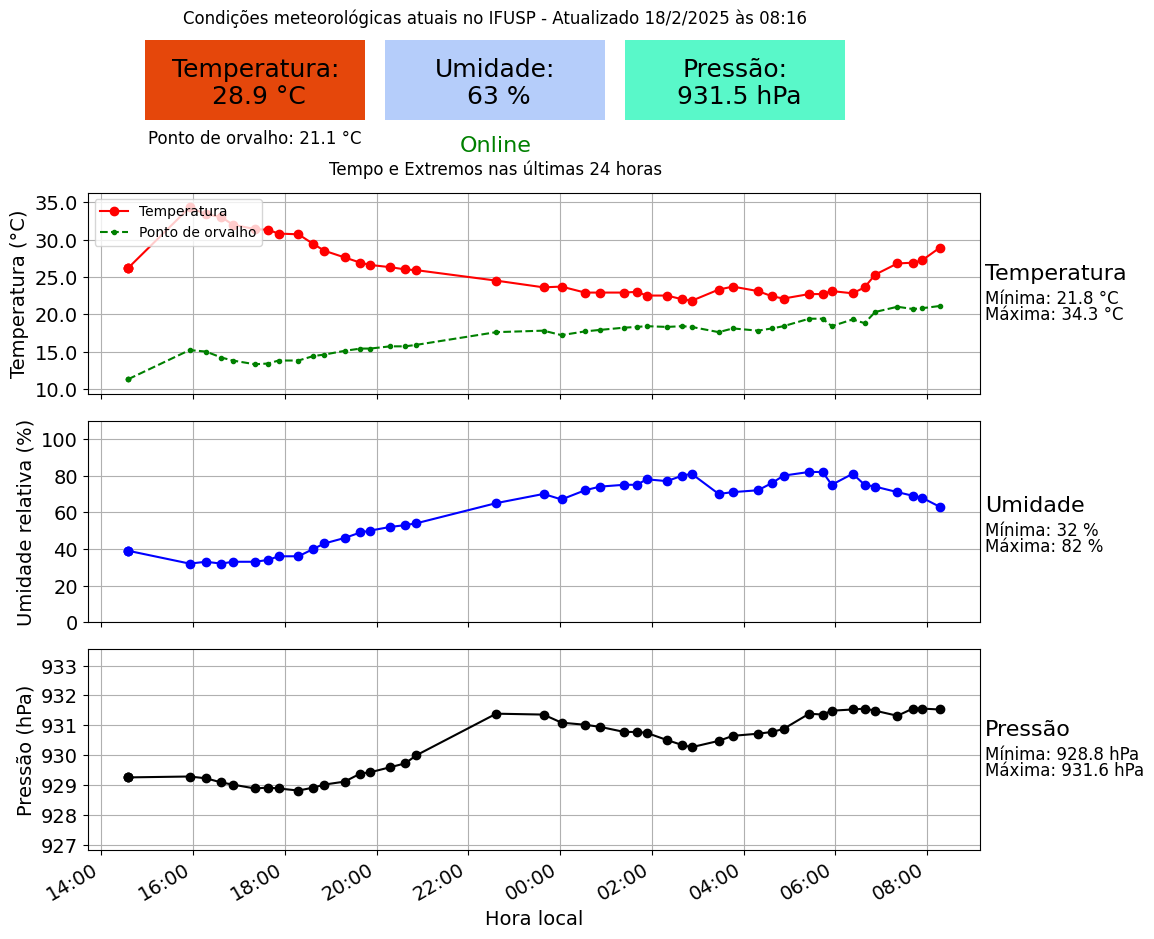 Condições meteorológicas atuais no IFUSP - Atualizado 18/2/2025 às 08:16
Temperatura:
28.9 °C
Umidade:
63 %
Pressão:
931.5 hPa
Ponto de orvalho: 21.1 °C
Online
Tempo e Extremos nas últimas 24 horas
Temperatura (°C)
35.0
30.0
25.0
20.0
15.0
10.0
Temperatura
Ponto de orvalho
Temperatura
Mínima: 21.8 °C
Máxima: 34.3 °C
Umidade relativa (%)
100
80
60
40
20
0
Umidade
Mínima: 32 %
Máxima: 82 %
Pressão (hPa)
933
932
931
930
929
928
927
Pressão
Mínima: 928.8 hPa
Máxima: 931.6 hPa
14:00 16:00 18:00 20:00 22:00 00:00 02:00 04:00 06:00 08:00
Hora local